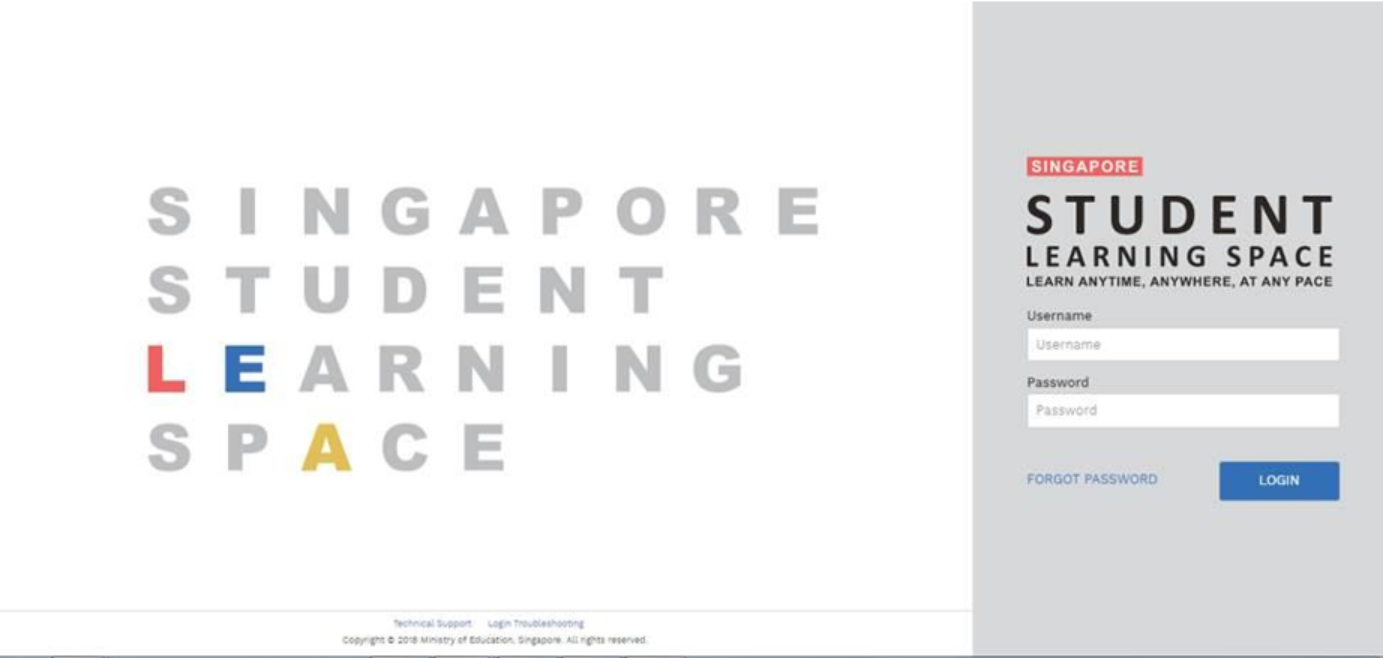 SINGAPORE
STUDENT
LEARNING
SPACE
SINGAPORE
STUDENT
LEARNING SPACE
LEARN ANYTIME, ANYWHERE, AT ANY PACE
Username
Username
Password
Password
FORGOT PASSWORD LOGIN
Technical Support Login Troubleshooting
Copyright © 2018 Ministry of Education, Singapore. All rights reserved.